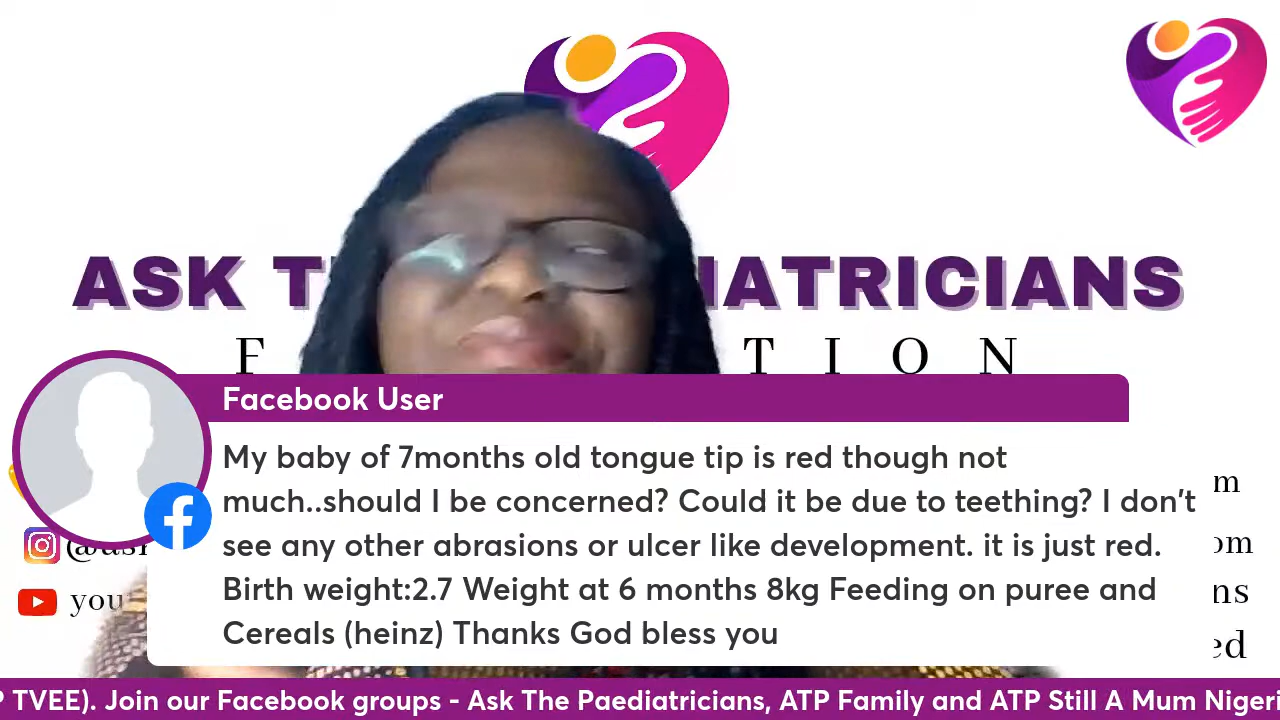 ASK IATRICIANS
F TION
Facebook User
My baby of 7months old tongue tip is red though not
much..should I be concerned? Could it be due to teething? I don't
see any other abrasions or ulcer like development. it is just red.
Birth weight:2.7 Weight at 6 months 8kg Feeding on puree and
Cereals (heinz) Thanks God bless you
you
TVEE). Join our Facebook groups - Ask The Paediatricians, ATP Family and ATP Still A Mum